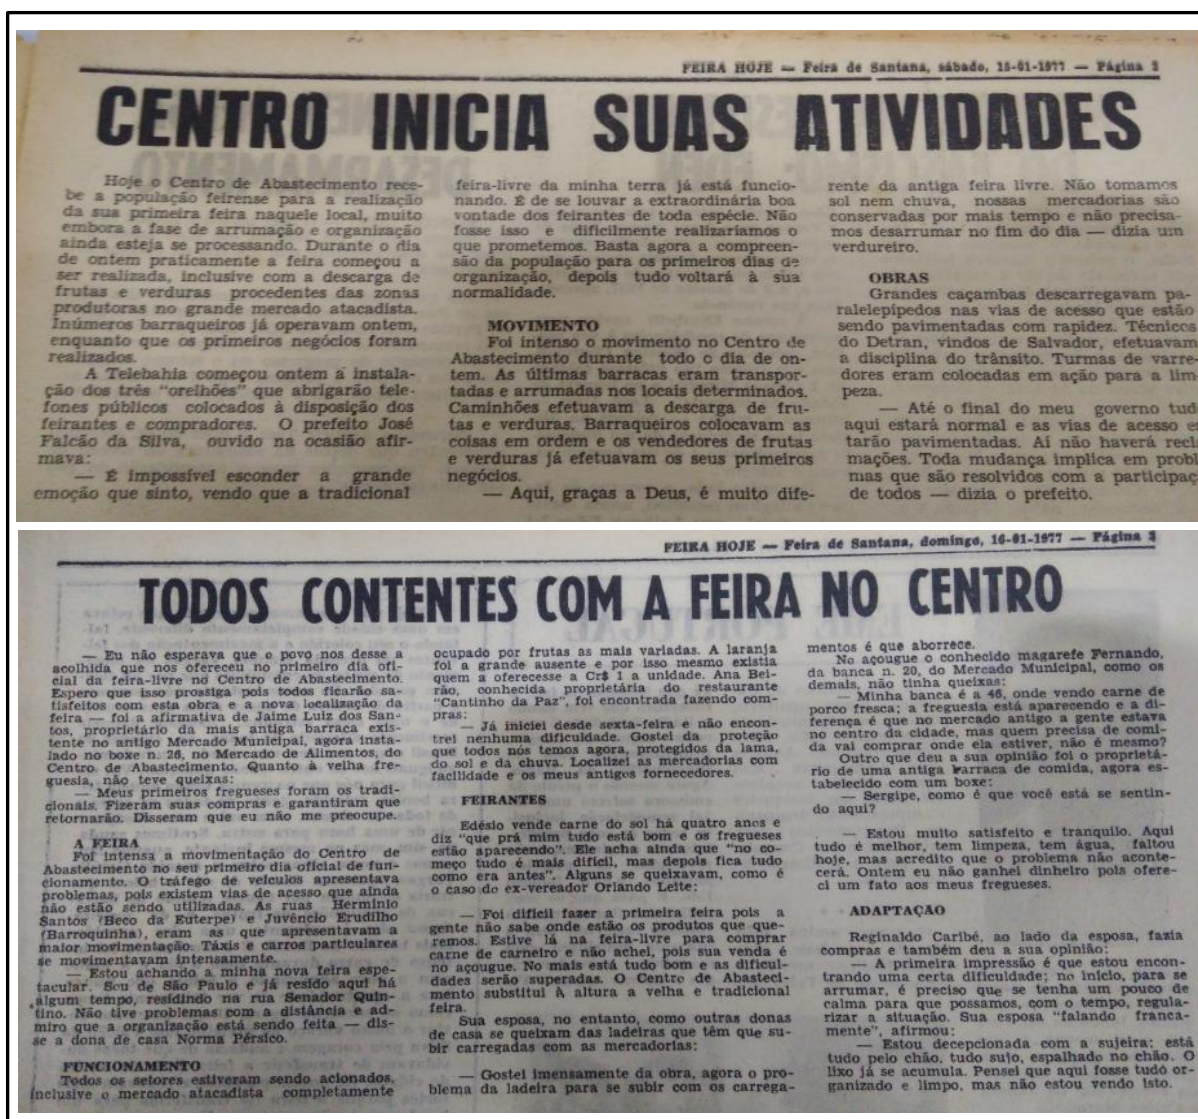 FEIRA HOJE — Feira de Santana, sábado, 15-01-1977 — Página 3
CENTRO INICIA SUAS ATIVIDADES
Hoje o Centro de Abastecimento rece-
be a população feirense para a realização
da sua primeira feira naquele local, muito
embora a fase de arrumação e organização
ainda esteja se processando. Durante o dia
de ontem praticamente a feira começou a
ser realizada, inclusive com a descarga de
frutas e verduras procedentes das zonas
produtoras no grande mercado atacadista.
Inúmeros barraqueiros já operavam ontem,
enquanto que os primeiros negócios foram
realizados.
A Telebahia começou ontem a instala-
ção dos três "orelhões" que abrigarão tele-
fones públicos colocados à disposição dos
feirantes e compradores. O prefeito José
Falcão da Silva, ouvido na ocasião afir-
mava:
— É impossível esconder a grande
emoção que sinto, vendo que a tradicional
feira-livre da minha terra já está funcio-
nando. É de se louvar a extraordinária boa
vontade dos feirantes de toda espécie. Não
fosse isso e dificilmente realizaríamos o
que prometemos. Basta agora a compreen-
são da população para os primeiros dias de
organização, depois tudo voltará à sua
normalidade.
MOVIMENTO
Foi intenso o movimento no Centro de
Abastecimento durante todo o dia de on-
tem. As últimas barracas eram transpor-
tadas e arrumadas nos locais determinados.
Caminhões efetuavam a descarga de fru-
tas e verduras. Barraqueiros colocavam as
coisas em ordem e os vendedores de frutas
e verduras já efetuavam os seus primeiros
negócios.
— Aqui, graças a Deus, é muito dife-
rente da antiga feira livre. Não tomamos
sol nem chuva, nossas mercadorias são
conservadas por mais tempo e não precisa-
mos desarrumar no fim do dia — dizia um
verdureiro.
OBRAS
Grandes caçambas descarregavam pa-
ralelepípedos nas vias de acesso que estão
sendo pavimentadas com rapidez. Técnicos
do Detran, vindos de Salvador, efetuavam
a disciplina do trânsito. Turmas de varre-
dores eram colocadas em ação para a lim-
peza.
— Até o final do meu governo tud
aqui estará normal e as vias de acesso e
tarão pavimentadas. Aí não haverá recl
mações. Toda mudança implica em probl
mas que são resolvidos com a participaç
de todos — dizia o prefeito.
FEIRA HOJE — Feira de Santana, domingo, 16-01-1977 — Página 3
TODOS CONTENTES COM A FEIRA NO CENTRO
— Eu não esperava que o povo nos desse a
acolhida que nos ofereceu no primeiro dia ofi-
cial da feira-livre no Centro de Abastecimento.
Espero que isso prossiga pois todos ficarão sa-
tisfeitos com esta obra e a nova localização da
feira — foi a afirmativa de Jaime Luiz dos San-
tos, proprietário da mais antiga barraca exis-
tente no antigo Mercado Municipal, agora insta-
lado no boxe n. 26, no Mercado de Alimentos, do
Centro de Abastecimento. Quanto à velha fre-
guesia, não teve queixas:
— Meus primeiros fregueses foram os tradi-
cionais. Fizeram suas compras e garantiram que
retornarão. Disseram que eu não me preocupe.
A FEIRA
Foi intensa a movimentação do Centro de
Abastecimento no seu primeiro dia oficial de fun-
cionamento. O tráfego de veículos apresentava
problemas, pois existem vias de acesso que ainda
não estão sendo utilizadas. As ruas Hermínio
Santos (Beco da Euterpe) e Juvêncio Erudilho
(Barroquinha), eram as que apresentavam a
maior movimentação. Táxis e carros particulares
se movimentavam intensamente.
— Estou achando a minha nova feira espe-
tacular. Sou de São Paulo e já resido aqui há
algum tempo, residindo na rua Senador Quin-
tino. Não tive problemas com a distância e ad-
miro que a organização está sendo feita — dis-
se a dona de casa Norma Pérsico.
FUNCIONAMENTO
Todos os setores estiveram sendo acionados,
inclusive o mercado atacadista completamente
ocupado por frutas as mais variadas. A laranja
foi a grande ausente e por isso mesmo existia
quem a oferecesse a Cr$ 1 a unidade. Ana Bei-
rão, conhecida proprietária do restaurante
"Cantinho da Paz", foi encontrada fazendo com-
pras:
— Já iniciei desde sexta-feira e não encon-
trei nenhuma dificuldade. Gostei da proteção
que todos nós temos agora, protegidos da lama,
do sol e da chuva. Localizei as mercadorias com
facilidade e os meus antigos fornecedores.
FEIRANTES
Edésio vende carne do sol há quatro anos e
diz "que prá mim tudo está bom e os fregueses
estão aparecendo". Ele acha ainda que "no co-
meço tudo é mais difícil, mas depois fica tudo
como era antes". Alguns se queixavam, como é
o caso do ex-vereador Orlando Leite:
— Foi difícil fazer a primeira feira pois a
gente não sabe onde estão os produtos que que-
remos. Estive lá na feira-livre para comprar
carne de carneiro e não achei, pois sua venda é
no açougue. No mais está tudo bom e as dificul-
dades serão superadas. O Centro de Abasteci-
mento substitui à altura a velha e tradicional
feira.
Sua esposa, no entanto, como outras donas
de casa se queixam das ladeiras que têm que su-
bir carregadas com as mercadorias:
— Gostei imensamente da obra, agora o pro-
blema da ladeira para se subir com os carrega-
mentos é que aborrece.
No açougue o conhecido magarefe Fernando,
da banca n. 20, do Mercado Municipal, como os
demais, não tinha queixas:
— Minha banca é a 46, onde vendo carne de
porco fresca; a freguesia está aparecendo e a di-
ferença é que no mercado antigo a gente estava
no centro da cidade, mas quem precisa de comi-
da vai comprar onde ela estiver, não é mesmo?
Outro que deu a sua opinião foi o proprietá-
rio de uma antiga barraca de comida, agora es-
tabelecido com um boxe:
— Sergipe, como é que você está se sentin-
do aqui?
— Estou muito satisfeito e tranquilo. Aqui
tudo é melhor, tem limpeza, tem água, faltou
hoje, mas acredito que o problema não aconte-
cerá. Ontem eu não ganhei dinheiro pois ofere-
ci um fato aos meus fregueses.
ADAPTAÇÃO
Reginaldo Caribé, ao lado da esposa, fazia
compras e também deu a sua opinião:
— A primeira impressão é que estou encon-
trando uma certa dificuldade; no início, para se
arrumar, é preciso que se tenha um pouco de
calma para que possamos, com o tempo, regula-
rizar a situação. Sua esposa "falando franca-
mente", afirmou:
— Estou decepcionada com a sujeira; está
tudo pelo chão, tudo sujo, espalhado no chão. O
lixo já se acumula. Pensei que aqui fosse tudo or-
ganizado e limpo, mas não estou vendo isto.